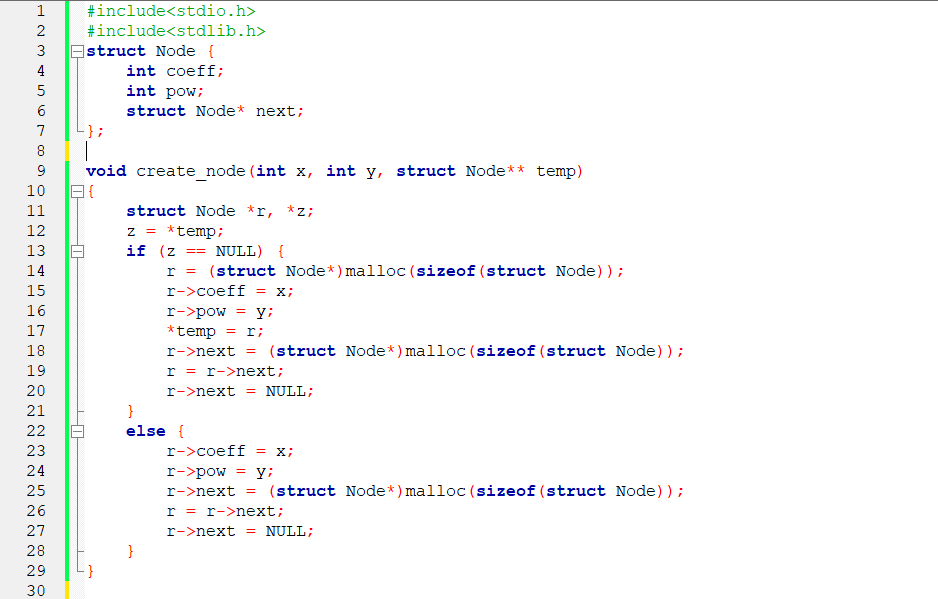 1 #include<stdio.h>
2 #include<stdlib.h>
3 struct Node {
4     int coeff;
5     int pow;
6     struct Node* next;
7 };
8
9 void create_node(int x, int y, struct Node** temp)
10 {
11     struct Node *r, *z;
12     z = *temp;
13     if (z == NULL) {
14         r = (struct Node*)malloc(sizeof(struct Node));
15         r->coeff = x;
16         r->pow = y;
17         *temp = r;
18         r->next = (struct Node*)malloc(sizeof(struct Node));
19         r = r->next;
20         r->next = NULL;
21     }
22     else {
23         r->coeff = x;
24         r->pow = y;
25         r->next = (struct Node*)malloc(sizeof(struct Node));
26         r = r->next;
27         r->next = NULL;
28     }
29 }
30